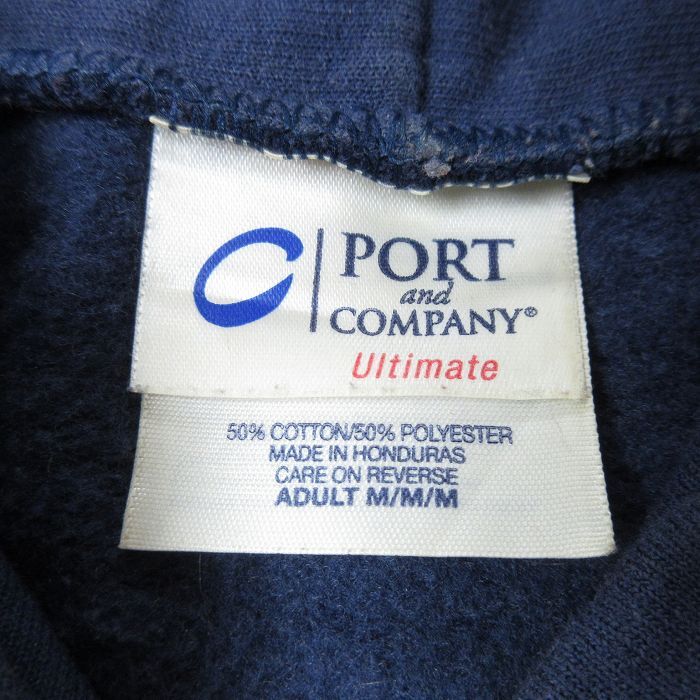 PORT
and
COMPANY®
Ultimate
50% COTTON/50% POLYESTER
MADE IN HONDURAS
CARE ON REVERSE
ADULT M/M/M